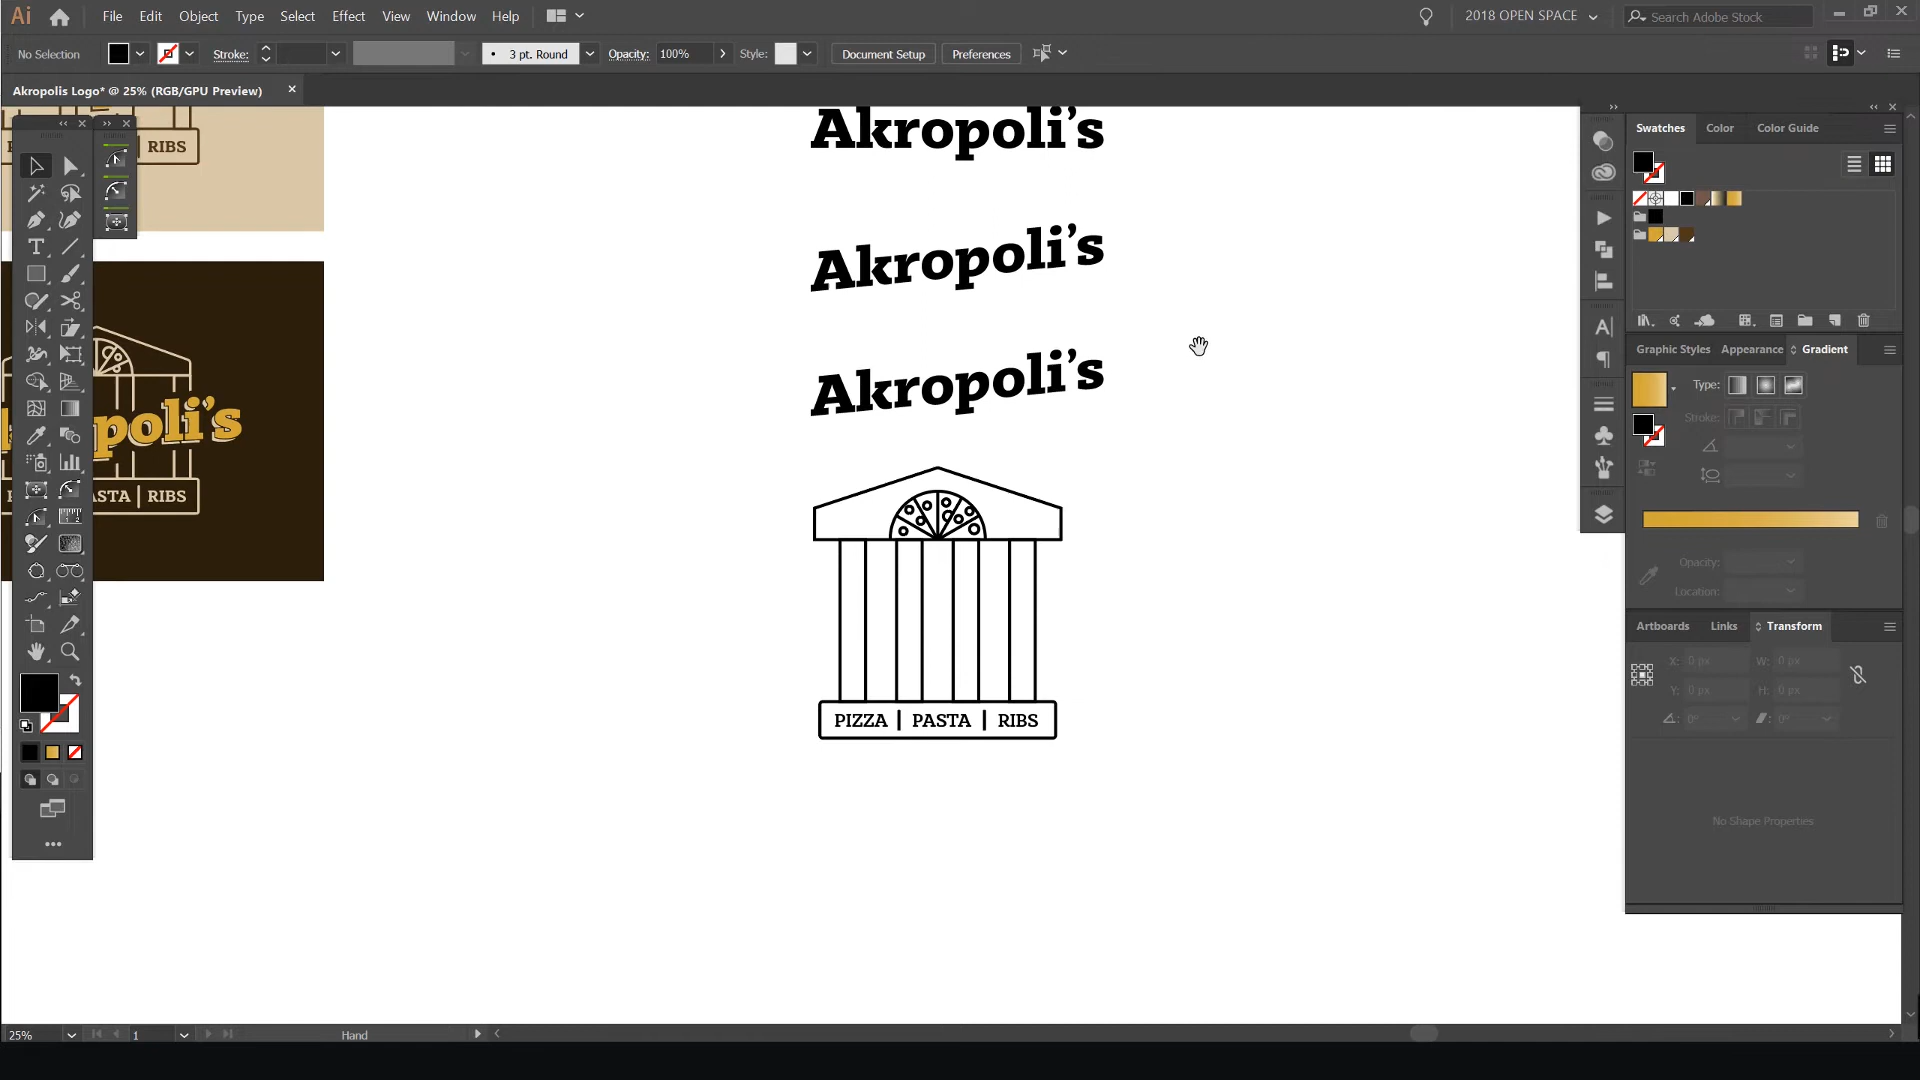 Ai File Edit Object Type Select Effect View Window Help 2018 OPEN SPACE Search Adobe Stock
No Selection Stroke: 3 pt. Round Opacity: 100% Style: Document Setup Preferences
Akropolis Logo* @ 25% (RGB/GPU Preview)
RIBS
Akropoli's
Akropoli's
Akropoli's
poli's
PASTA | RIBS
PIZZA | PASTA | RIBS
Swatches Color Color Guide
Graphic Styles Appearance Gradient
Type:
Stroke:
Opacity:
Location:
Artboards Links Transform
X: 0 px W: 0 px
Y: 0 px H: 0 px
0° 0°
No Shape Properties
25% 1 Hand